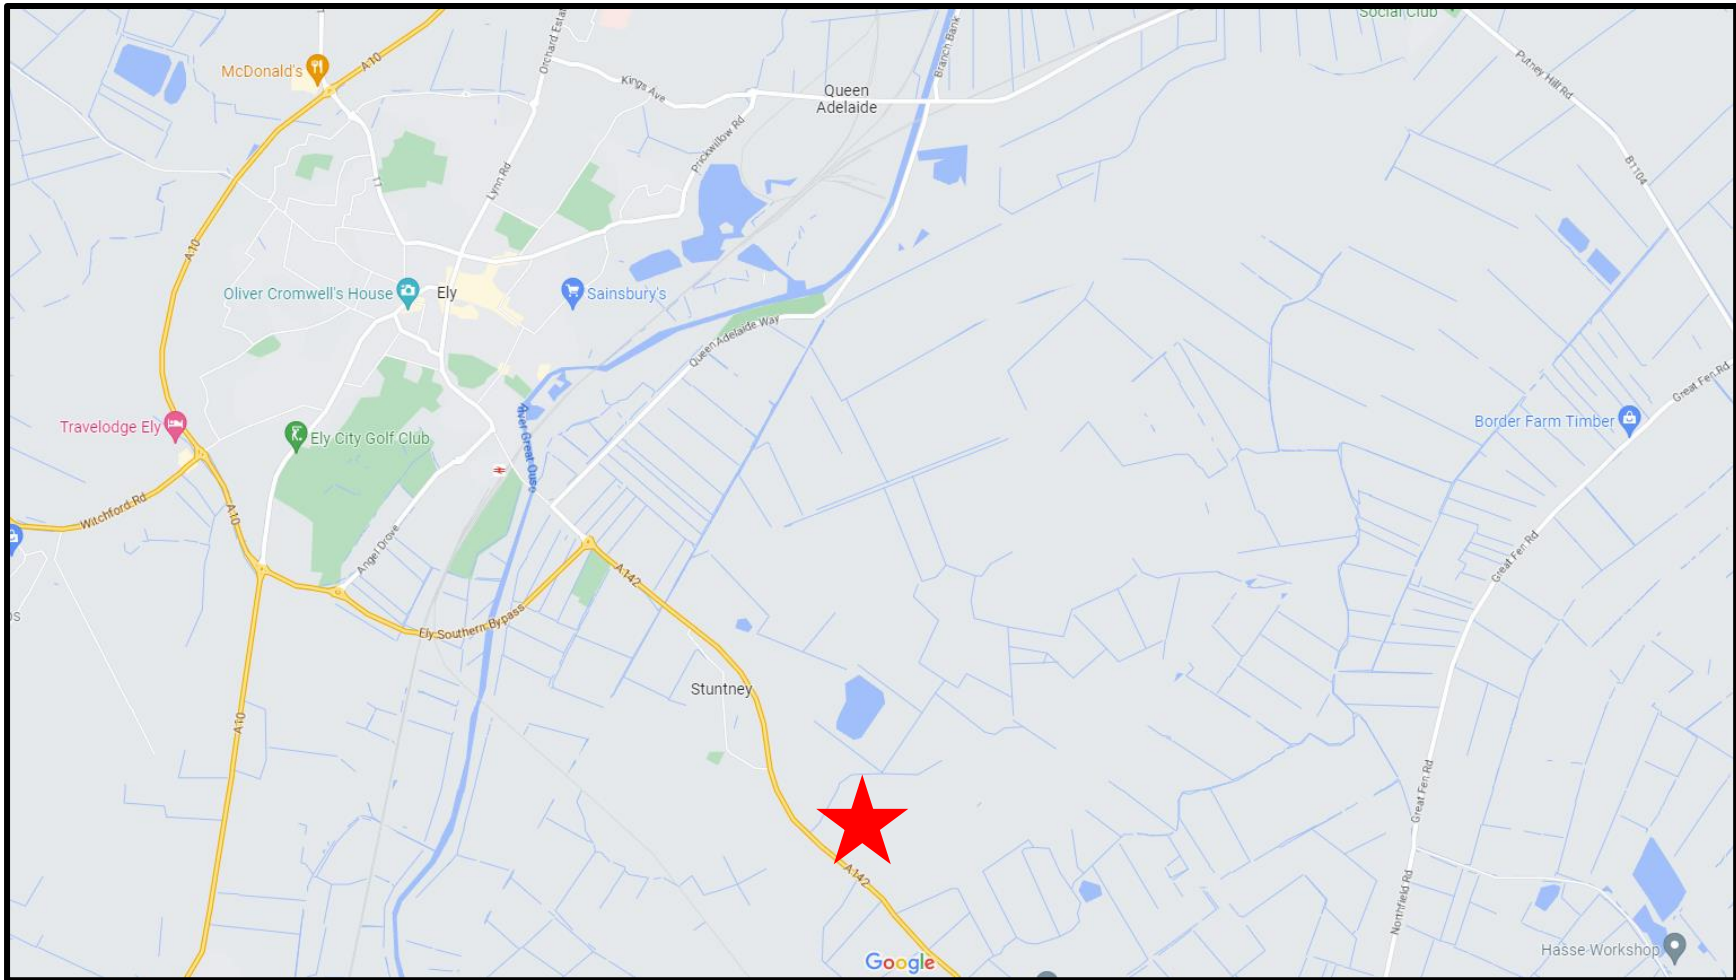 Social Club
McDonald's
A10
Orchard Estat
Branch Bank
Putney Hill Rd
Kings Ave
Queen
Adelaide
Prickwillow Rd
B1104
Lynn Rd
A10
Oliver Cromwell's House
Ely
Sainsbury's
Queen Adelaide Way
Great Fen Rd
Travelodge Ely
Ely City Golf Club
River Great Ouse
Border Farm Timber
Witchford Rd
A10
Angel Drove
Great Fen Rd
A142
Ely Southern Bypass
Stuntney
A10
Great Fen Rd
A142
Northfield Rd
Hasse Workshop
Google